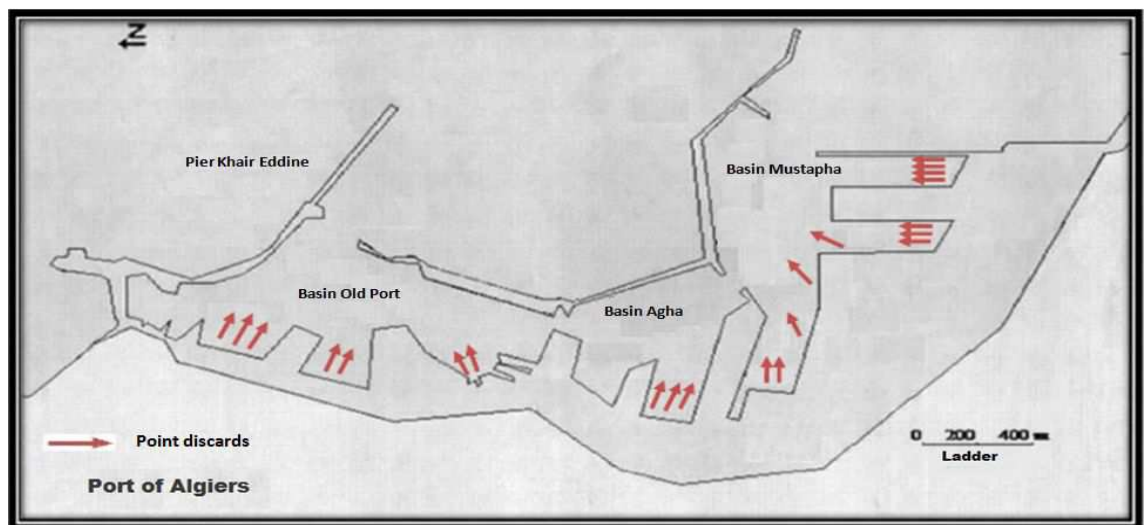 N
Pier Khair Eddine
Basin Mustapha
Basin Old Port
Basin Agha
Point discards
0 200 400 m
Ladder
Port of Algiers